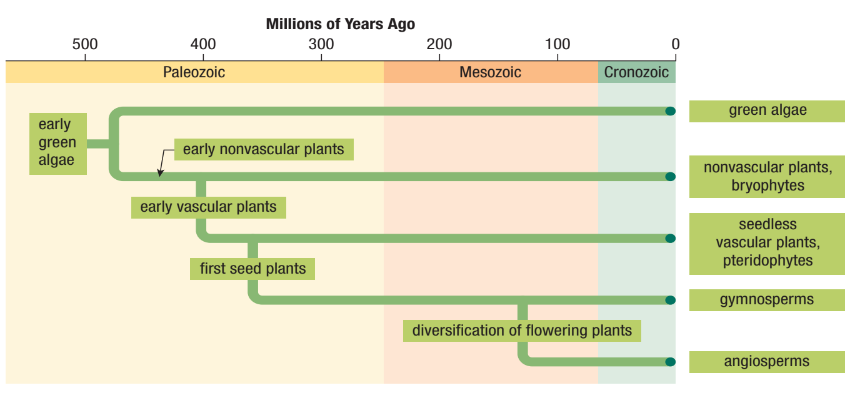 Millions of Years Ago
500 400 300 200 100 0
Paleozoic Mesozoic Cronozoic
green algae
early
green
algae
early nonvascular plants
nonvascular plants,
bryophytes
early vascular plants
seedless
vascular plants,
pteridophytes
first seed plants
gymnosperms
diversification of flowering plants
angiosperms